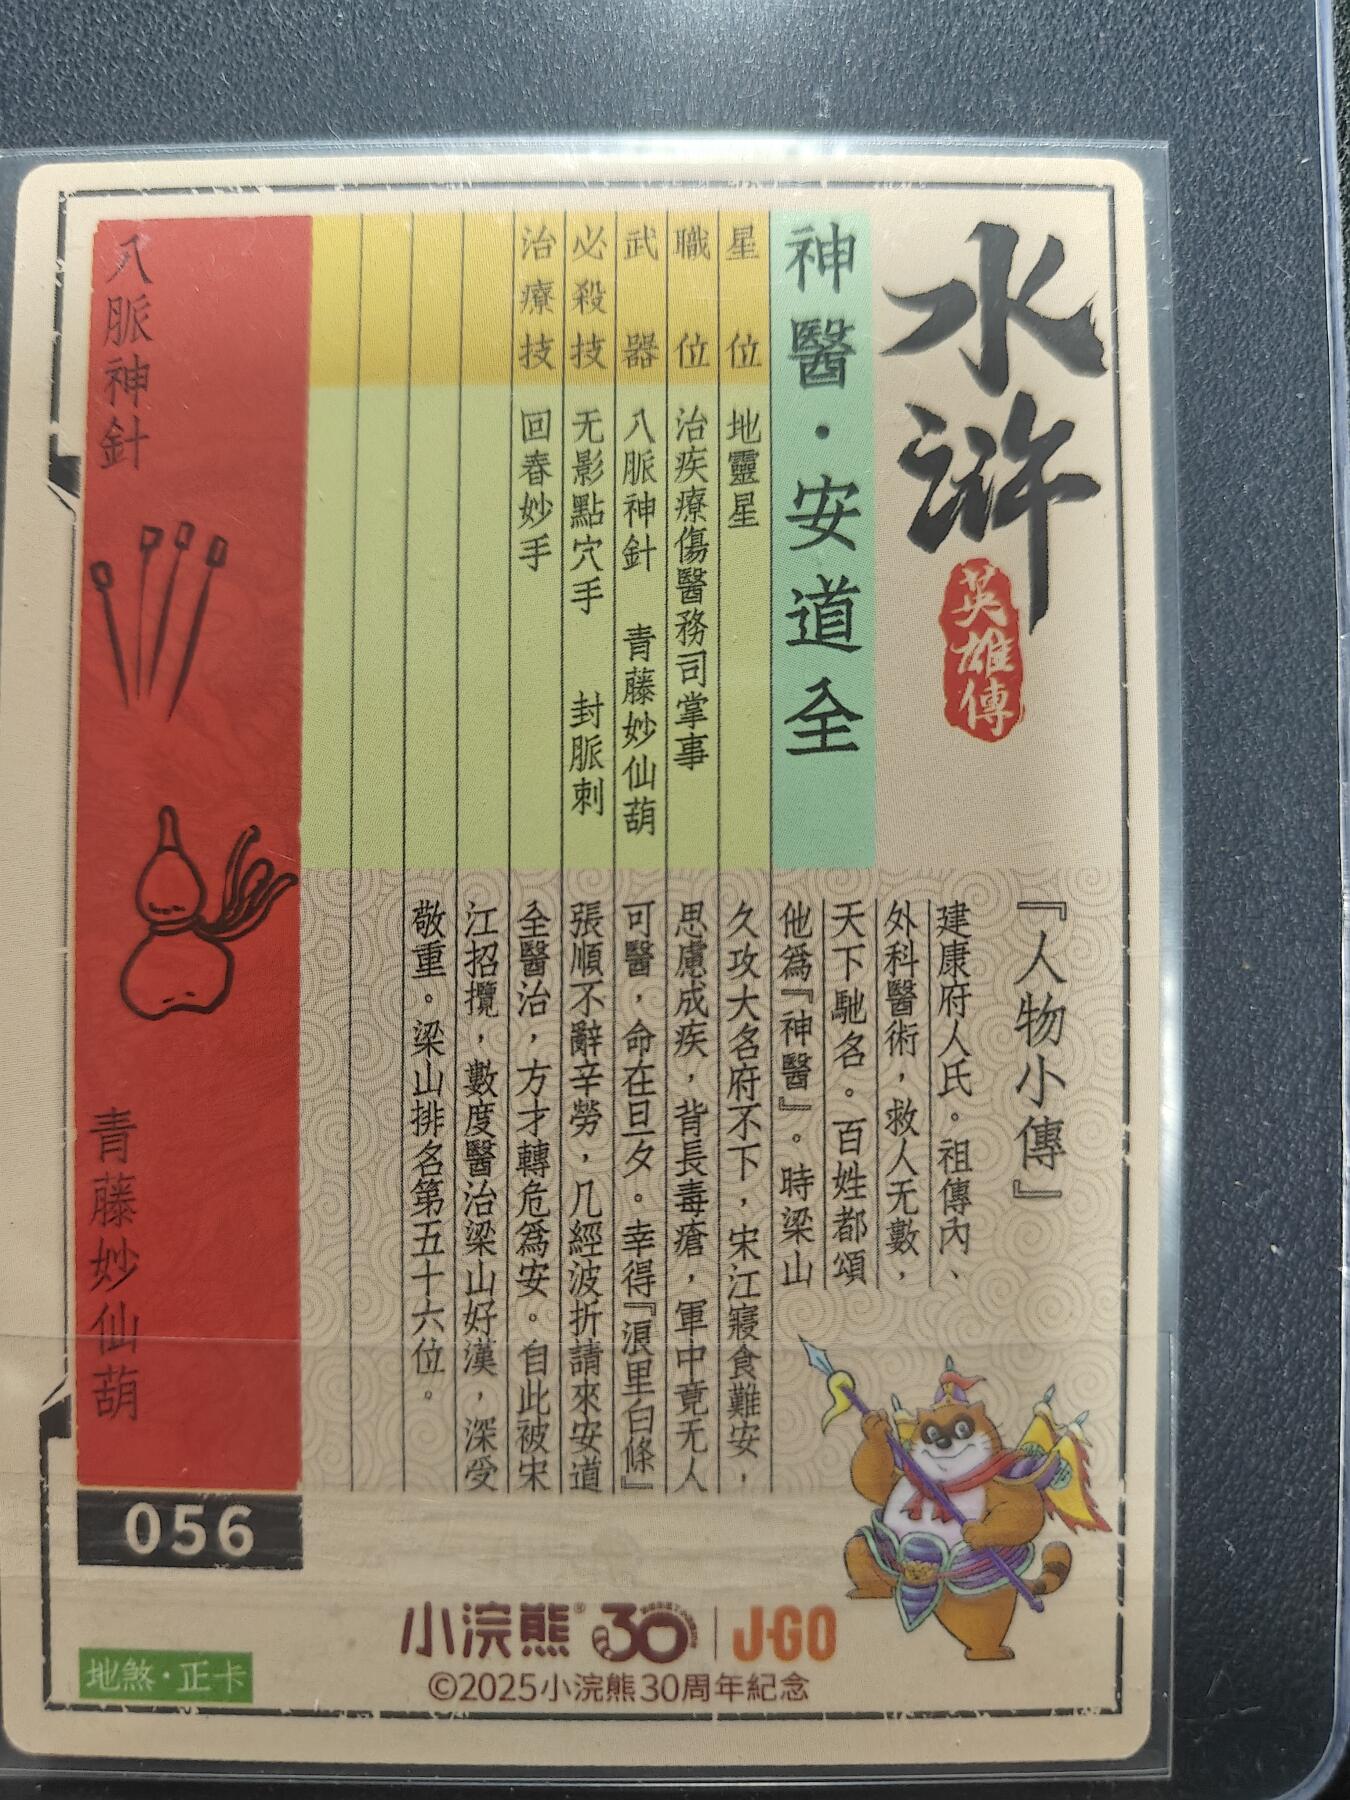 水滸
英雄傳
神醫·安道全
星位 地靈星
職位 治疾療傷醫務司掌事
武器 八脈神針 青藤妙仙葫
必殺技 无影點穴手 封脈刺
治療技 回春妙手
『人物小傳』
建康府人氏。祖傳內、
外科醫術，救人无數，
天下馳名。百姓都頌
他爲『神醫』。時梁山
久攻大名府不下，宋江寢食難安，
思慮成疾，背長毒瘡，軍中竟无人
可醫，命在旦夕。幸得『浪里白條』
張順不辭辛勞，几經波折請來安道
全醫治，方才轉危爲安。自此被宋
江招攬，數度醫治梁山好漢，深受
敬重。梁山排名第五十六位。
八脈神針
青藤妙仙葫
056
地煞·正卡
小浣熊® 30 J·GO
©2025小浣熊30周年紀念